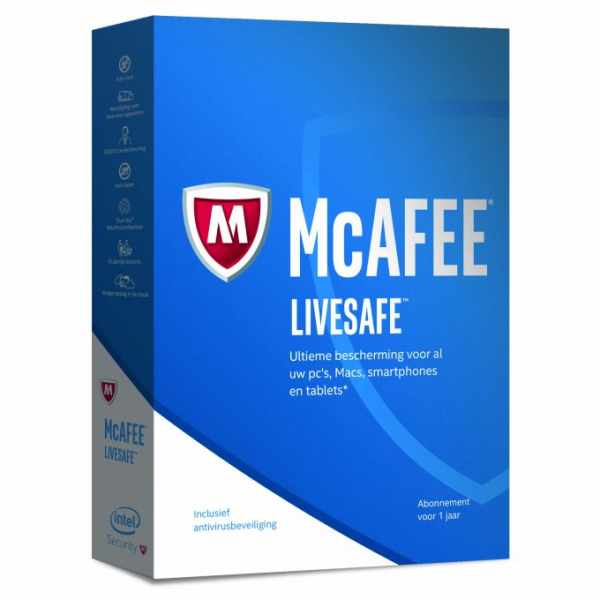 M
McAFEE®
LIVESAFE™
Ultieme bescherming voor al
uw pc's, Macs, smartphones
en tablets*
Inclusief
antivirusbeveiliging
Abonnement
voor 1 jaar
M
McAFEE
LIVESAFE™
intel
Security